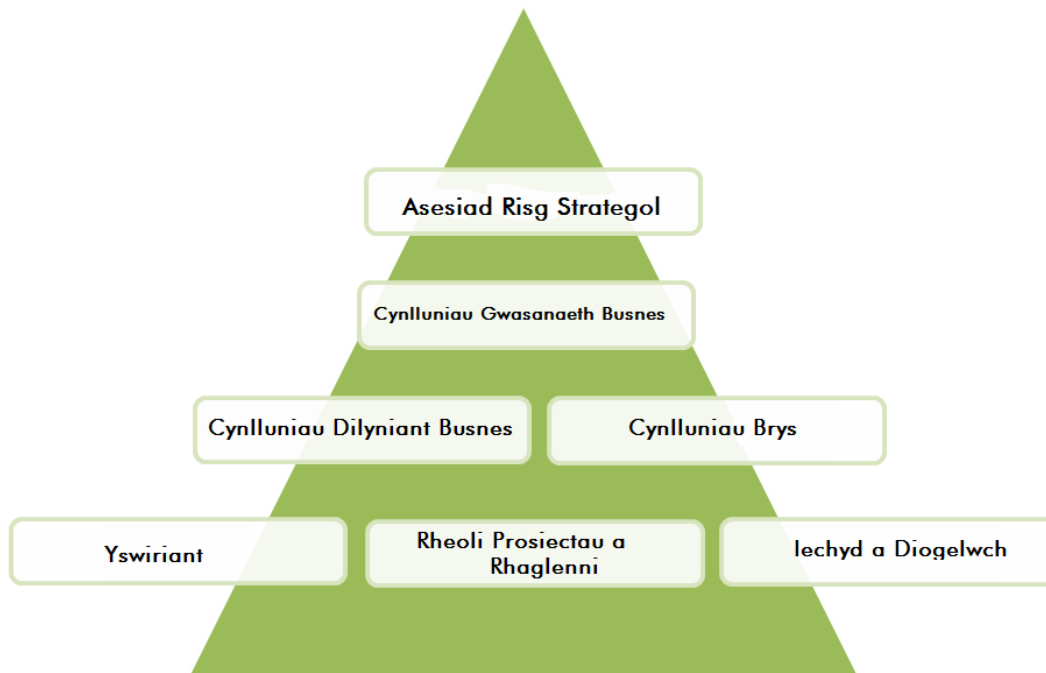 Asesiad Risg Strategol
Cynlluniau Gwasanaeth Busnes
Cynlluniau Dilyniant Busnes
Cynlluniau Brys
Yswiriant
Rheoli Prosiectau a
Rhaglenni
Iechyd a Diogelwch